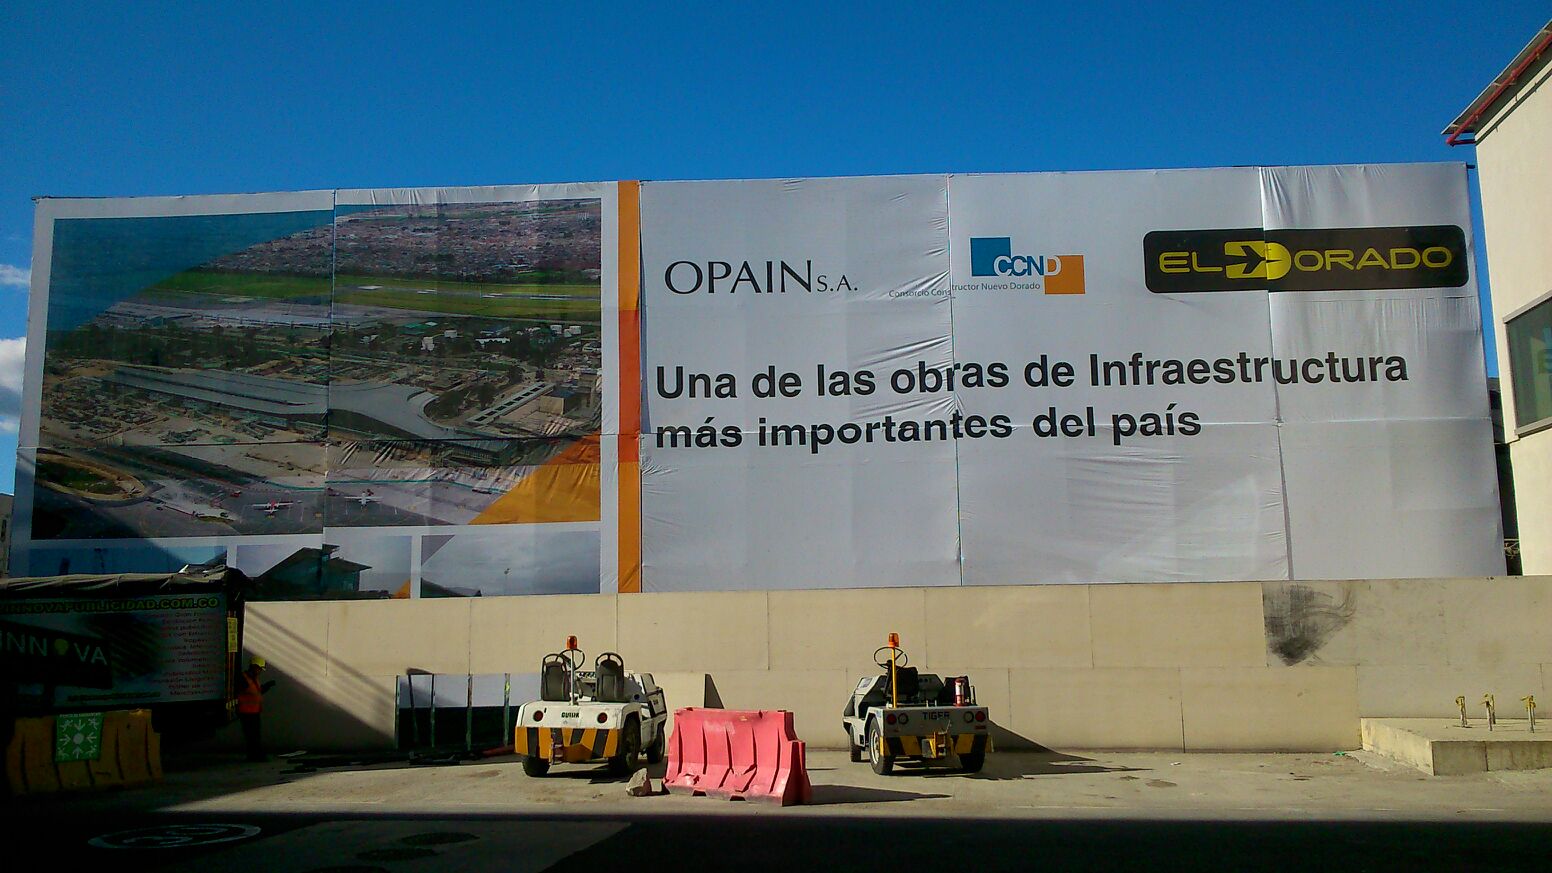 OPAIN S.A.
CCND
Consorcio Constructor Nuevo Dorado
EL DORADO
Una de las obras de Infraestructura
más importantes del país
INNOVAPUBLICIDAD.COM.CO
INNOVA
TIGER